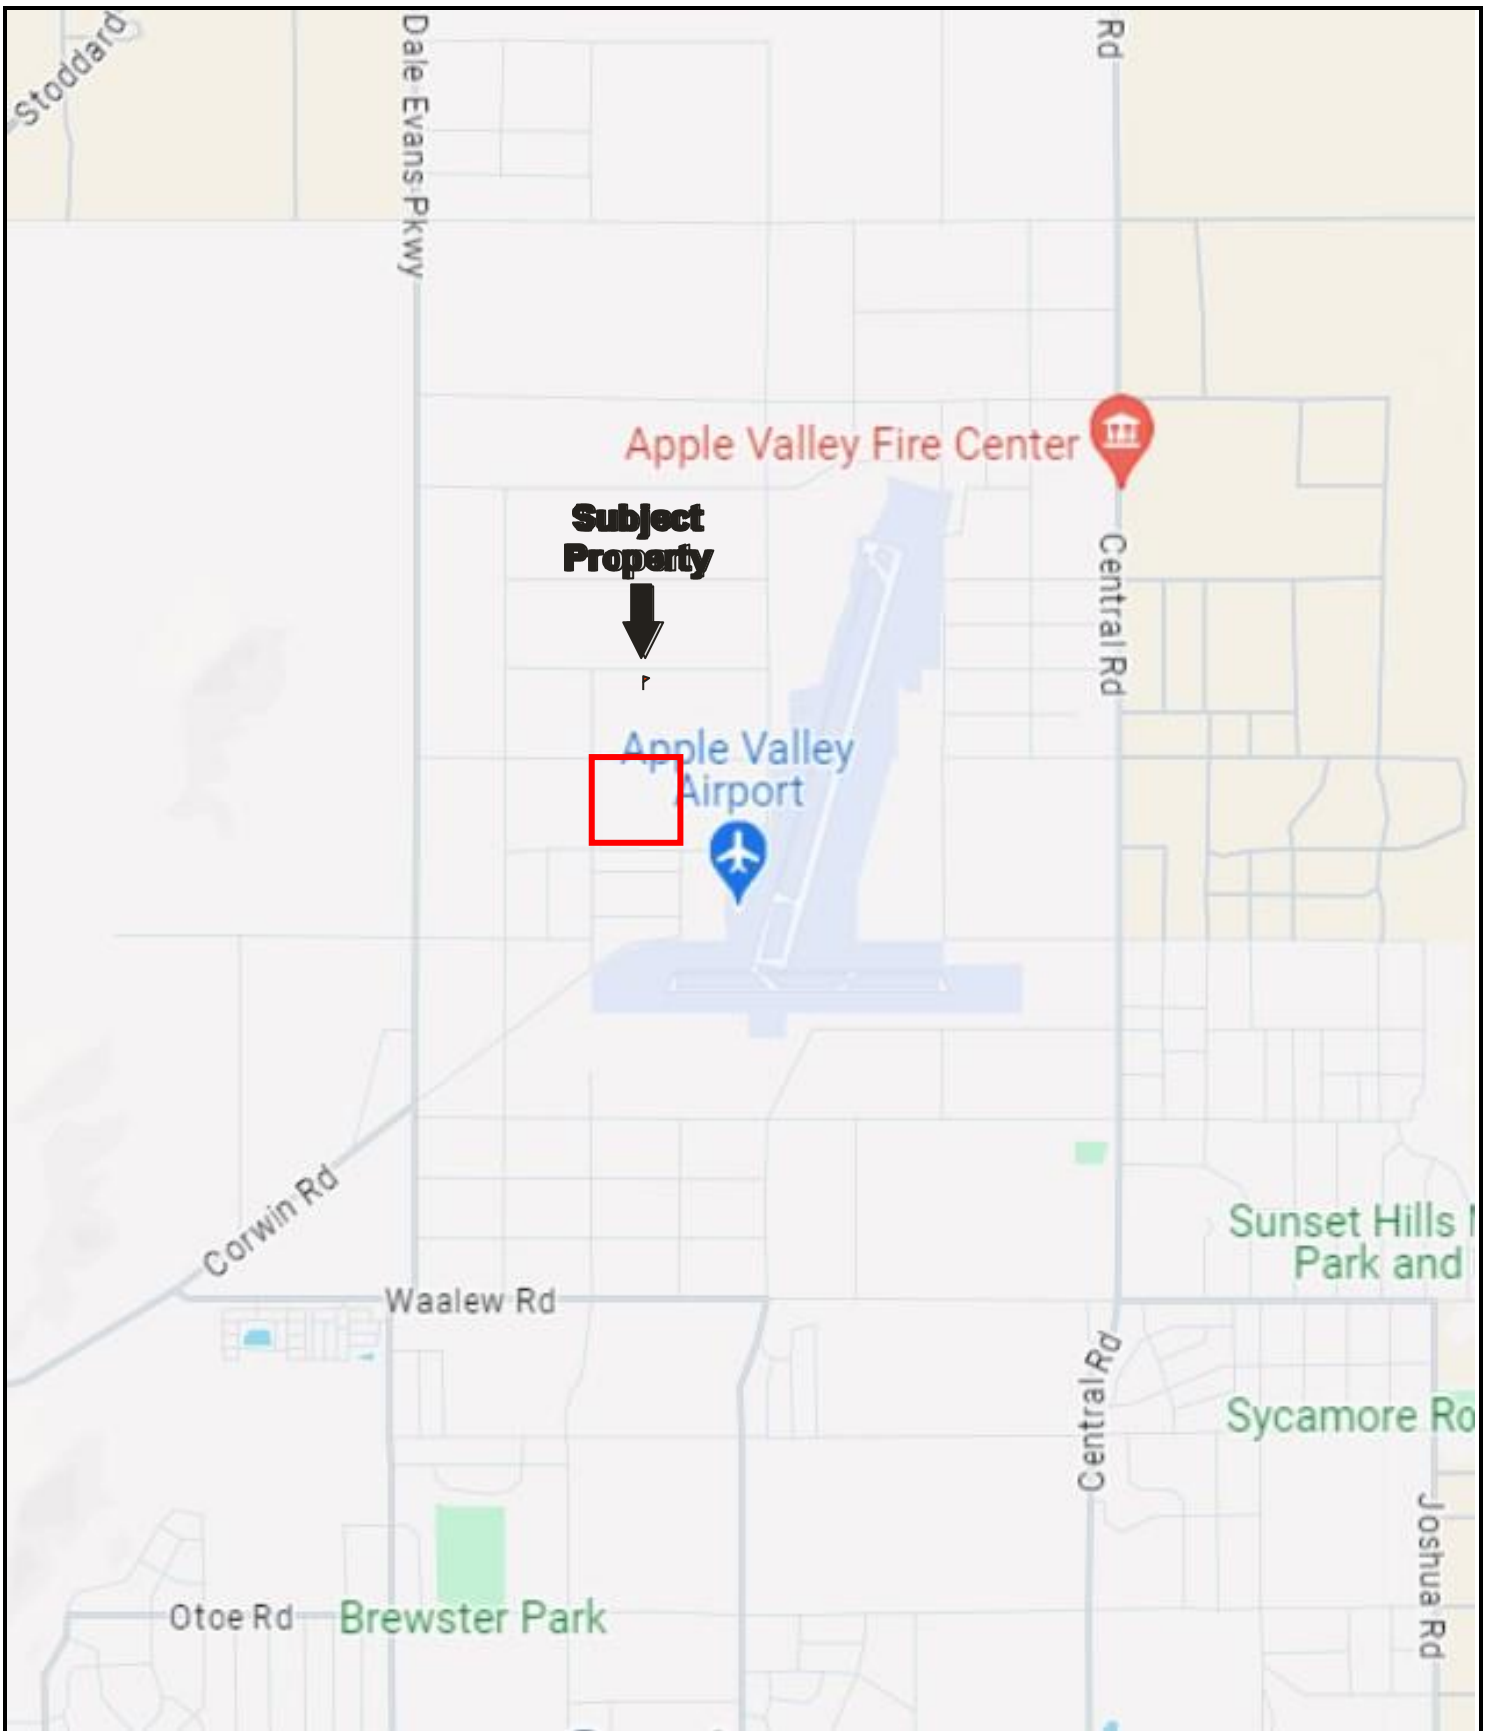 Stoddard
Dale Evans Pkwy
Rd
Apple Valley Fire Center
Subject
Property
Central Rd
Apple Valley
Airport
Corwin Rd
Sunset Hills
Park and
Waalew Rd
Central Rd
Sycamore Ro
Joshua Rd
Otoe Rd
Brewster Park